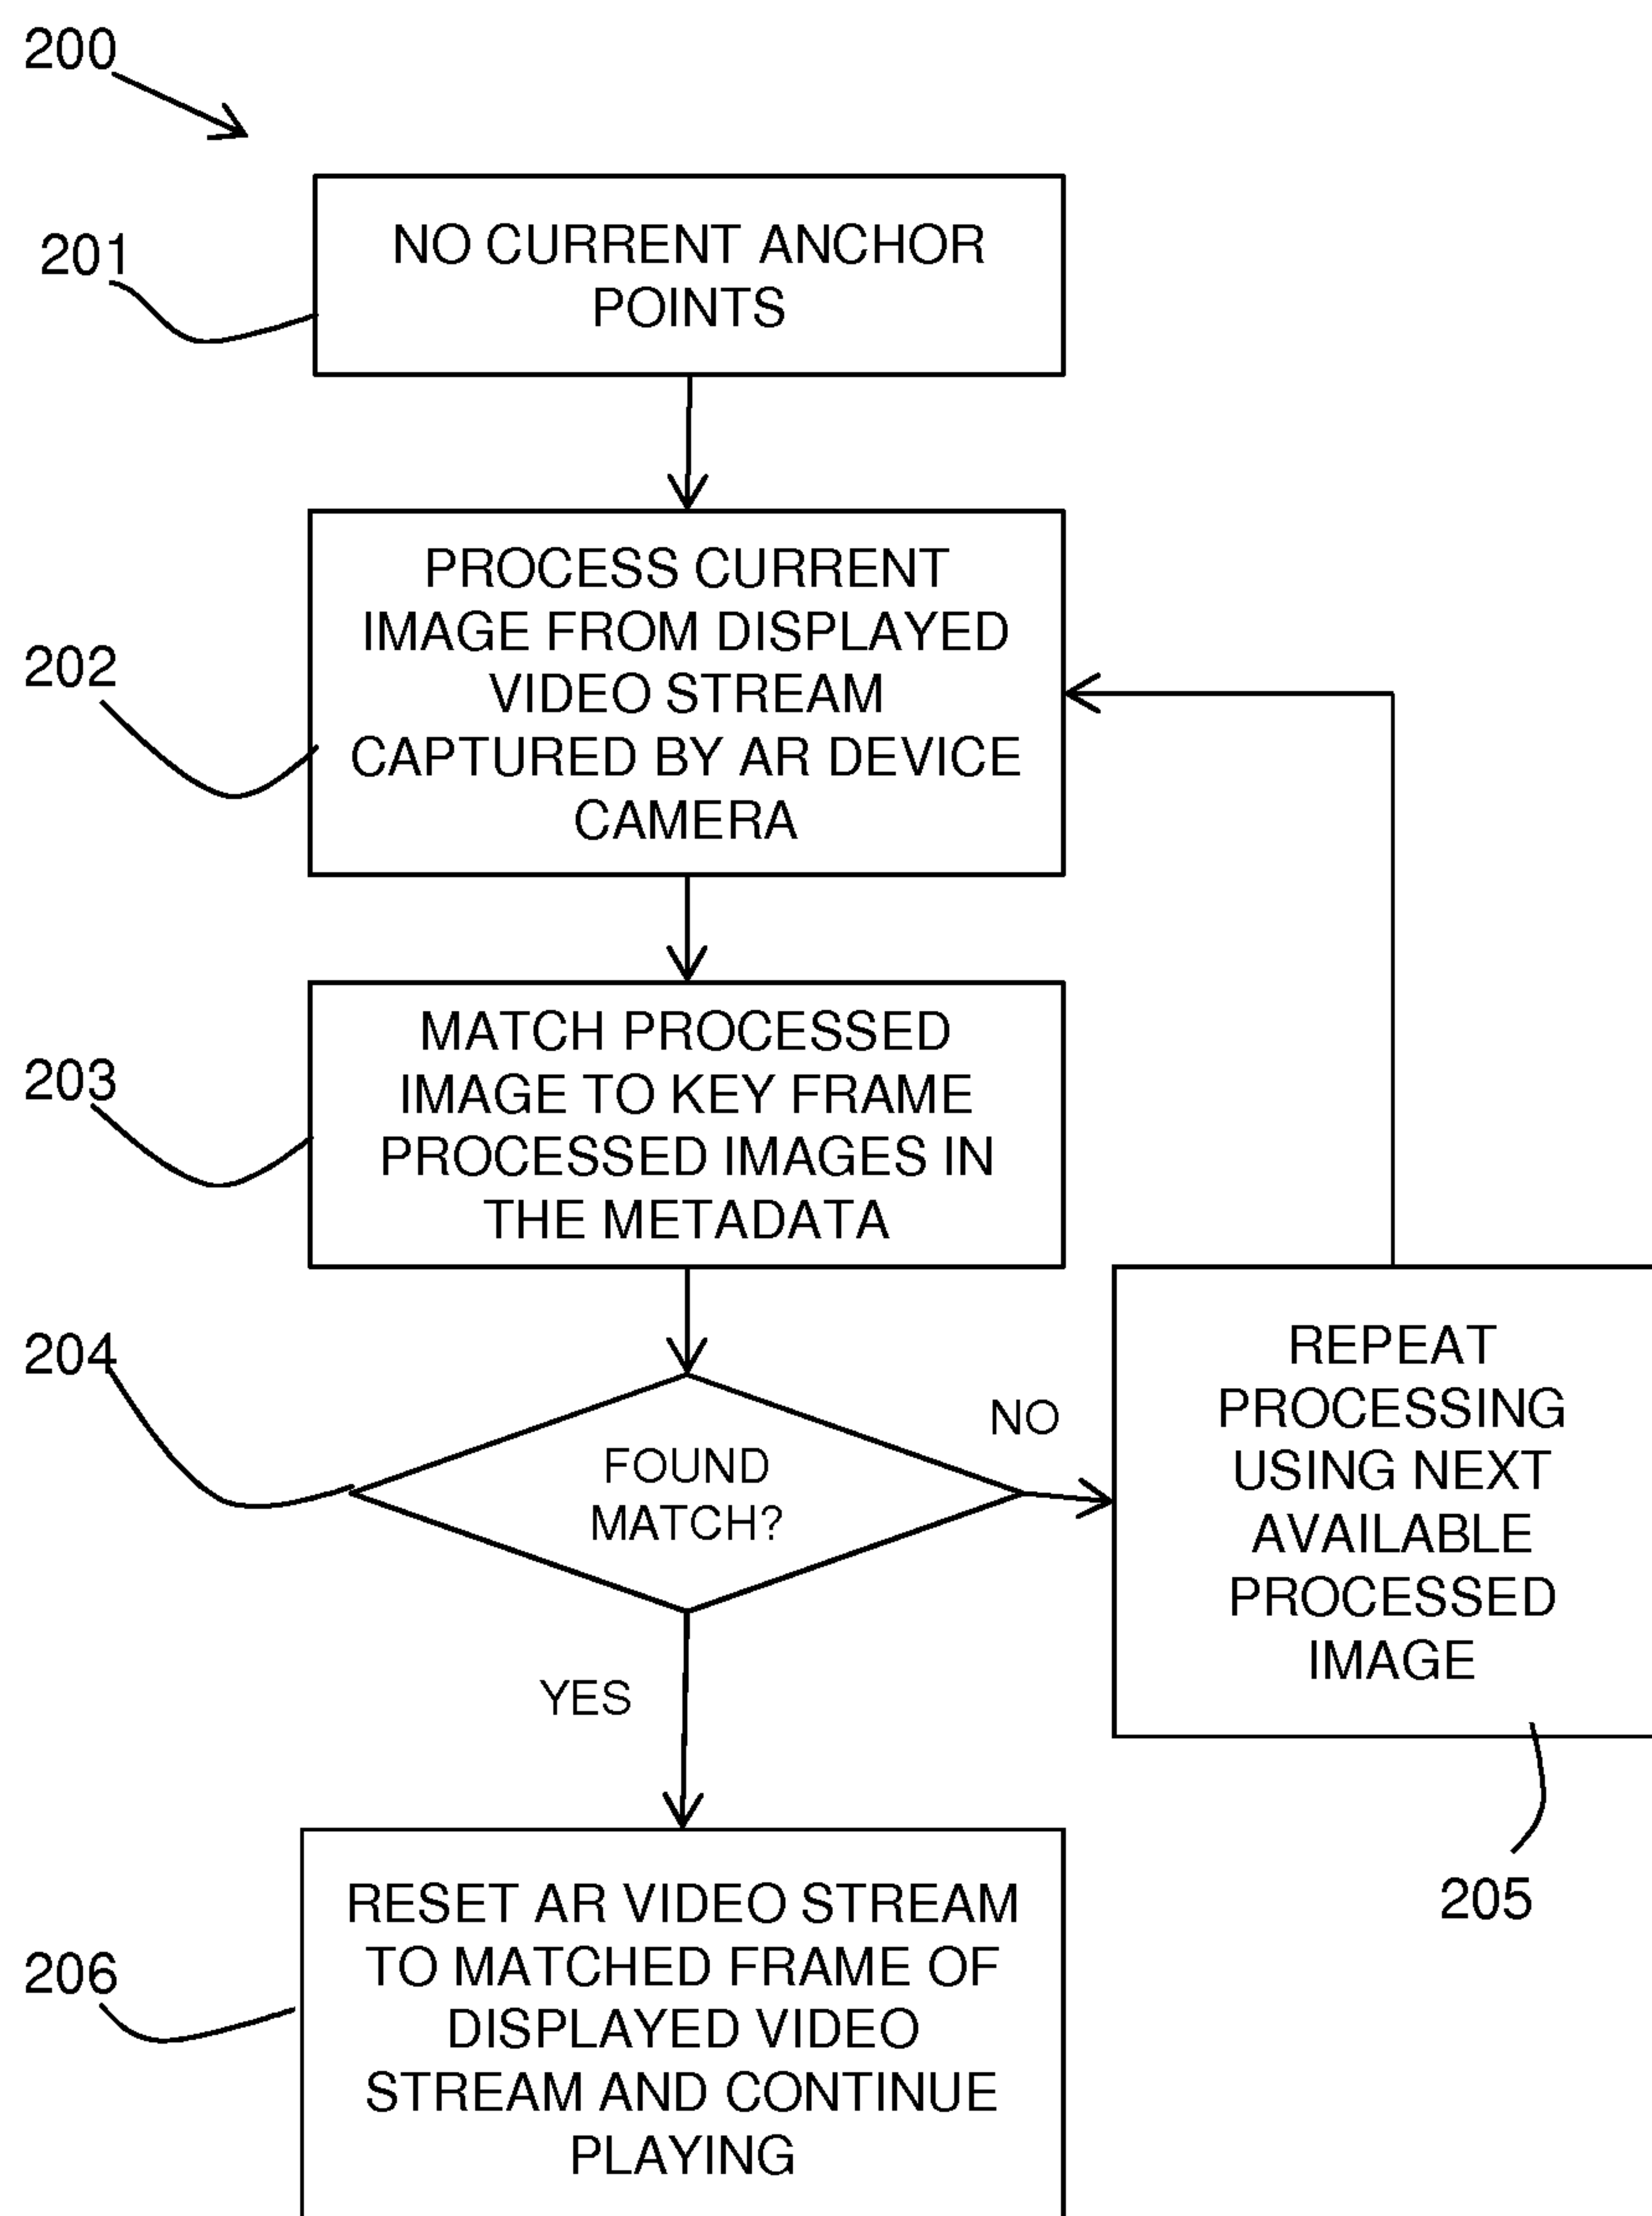 200
201
NO CURRENT ANCHOR
POINTS
202
PROCESS CURRENT
IMAGE FROM DISPLAYED
VIDEO STREAM
CAPTURED BY AR DEVICE
CAMERA
203
MATCH PROCESSED
IMAGE TO KEY FRAME
PROCESSED IMAGES IN
THE METADATA
204
FOUND
MATCH?
NO
REPEAT
PROCESSING
USING NEXT
AVAILABLE
PROCESSED
IMAGE
205
YES
206
RESET AR VIDEO STREAM
TO MATCHED FRAME OF
DISPLAYED VIDEO
STREAM AND CONTINUE
PLAYING